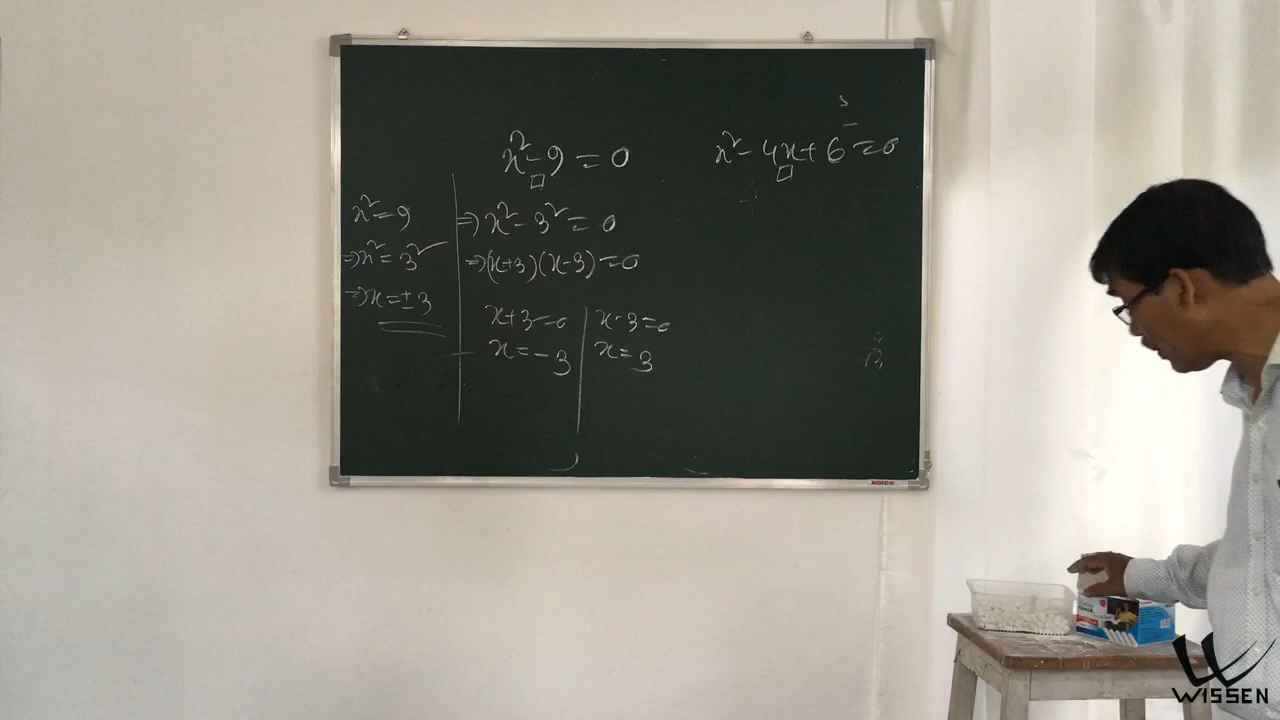 x² - 9 = 0
x² - 4x + 6 = 0
x² = 9
⇒ x² = 3²
⇒ x = ± 3
⇒ x² - 3² = 0
⇒ (x+3) (x-3) = 0
x+3 = 0
x = -3
x-3 = 0
x = 3
KORES
WISSEN